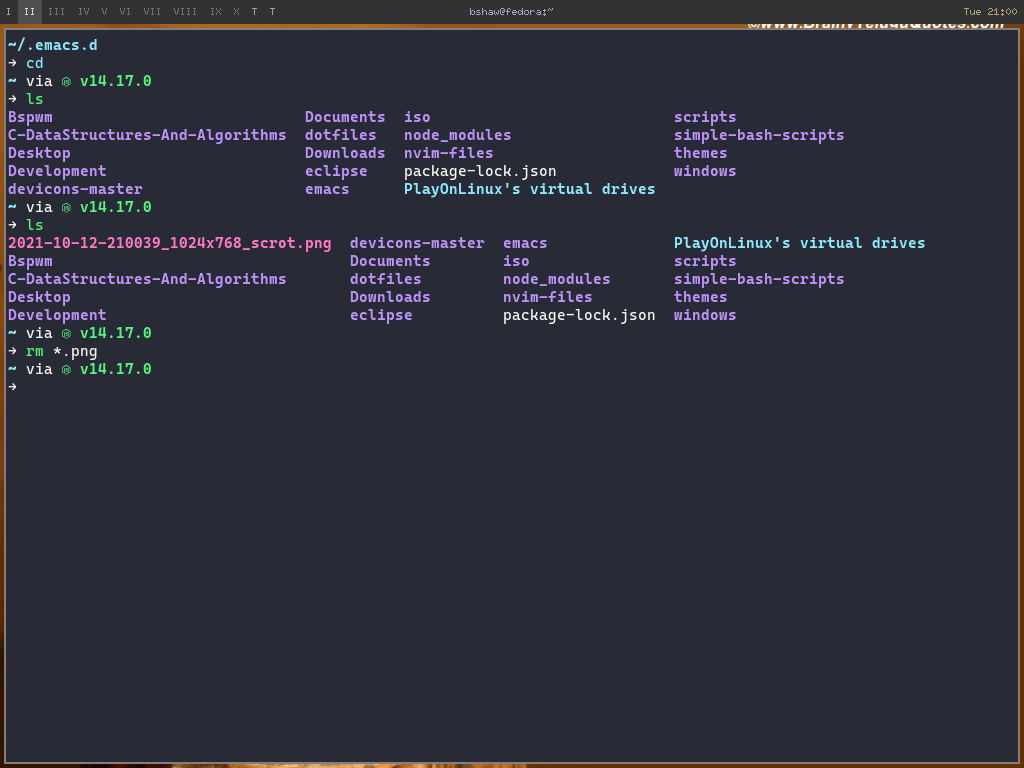 I II III IV V VI VII VIII IX X T T bshaw@fedora:~ Tue 21:00
~/.emacs.d
→ cd
~ via v14.17.0
→ ls
Bspwm Documents iso scripts
C-DataStructures-And-Algorithms dotfiles node_modules simple-bash-scripts
Desktop Downloads nvim-files themes
Development eclipse package-lock.json windows
devicons-master emacs PlayOnLinux's virtual drives
~ via v14.17.0
→ ls
2021-10-12-210039_1024x768_scrot.png devicons-master emacs PlayOnLinux's virtual drives
Bspwm Documents iso scripts
C-DataStructures-And-Algorithms dotfiles node_modules simple-bash-scripts
Desktop Downloads nvim-files themes
Development eclipse package-lock.json windows
~ via v14.17.0
→ rm *.png
~ via v14.17.0
→